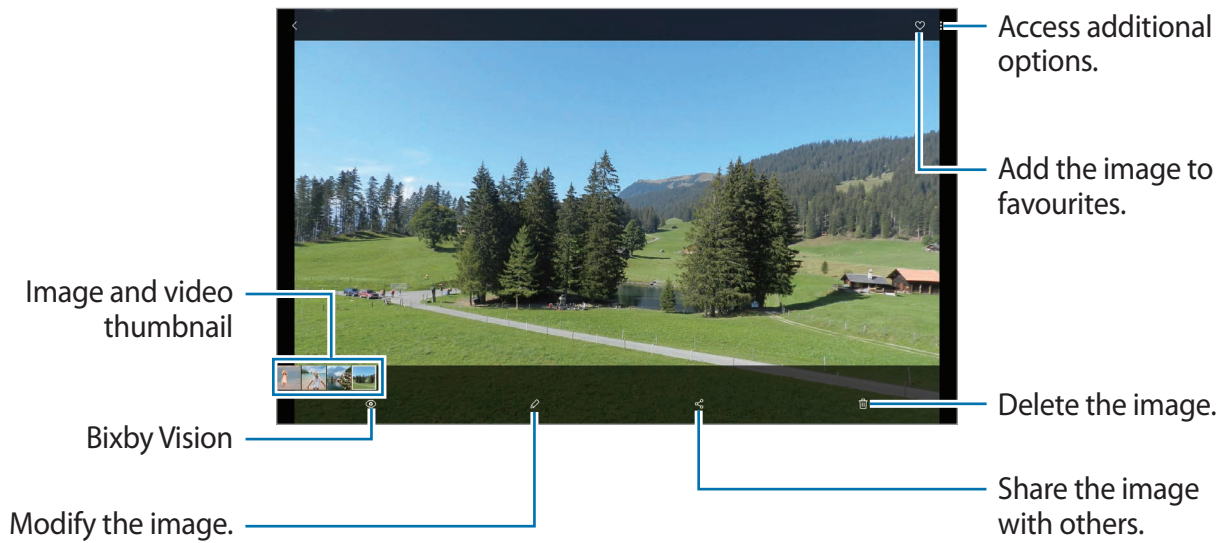 Access additional
options.
Add the image to
favourites.
Image and video
thumbnail
Bixby Vision
Delete the image.
Share the image
with others.
Modify the image.